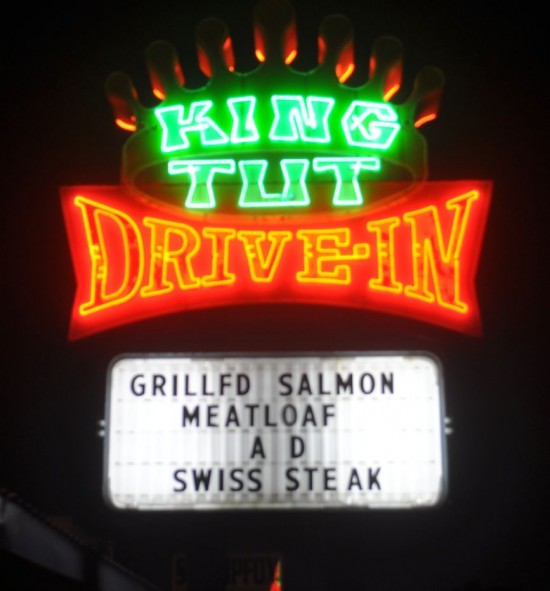 KING
TUT
DRIVE-IN
GRILLFD SALMON
MEATLOAF
A D
SWISS STEAK